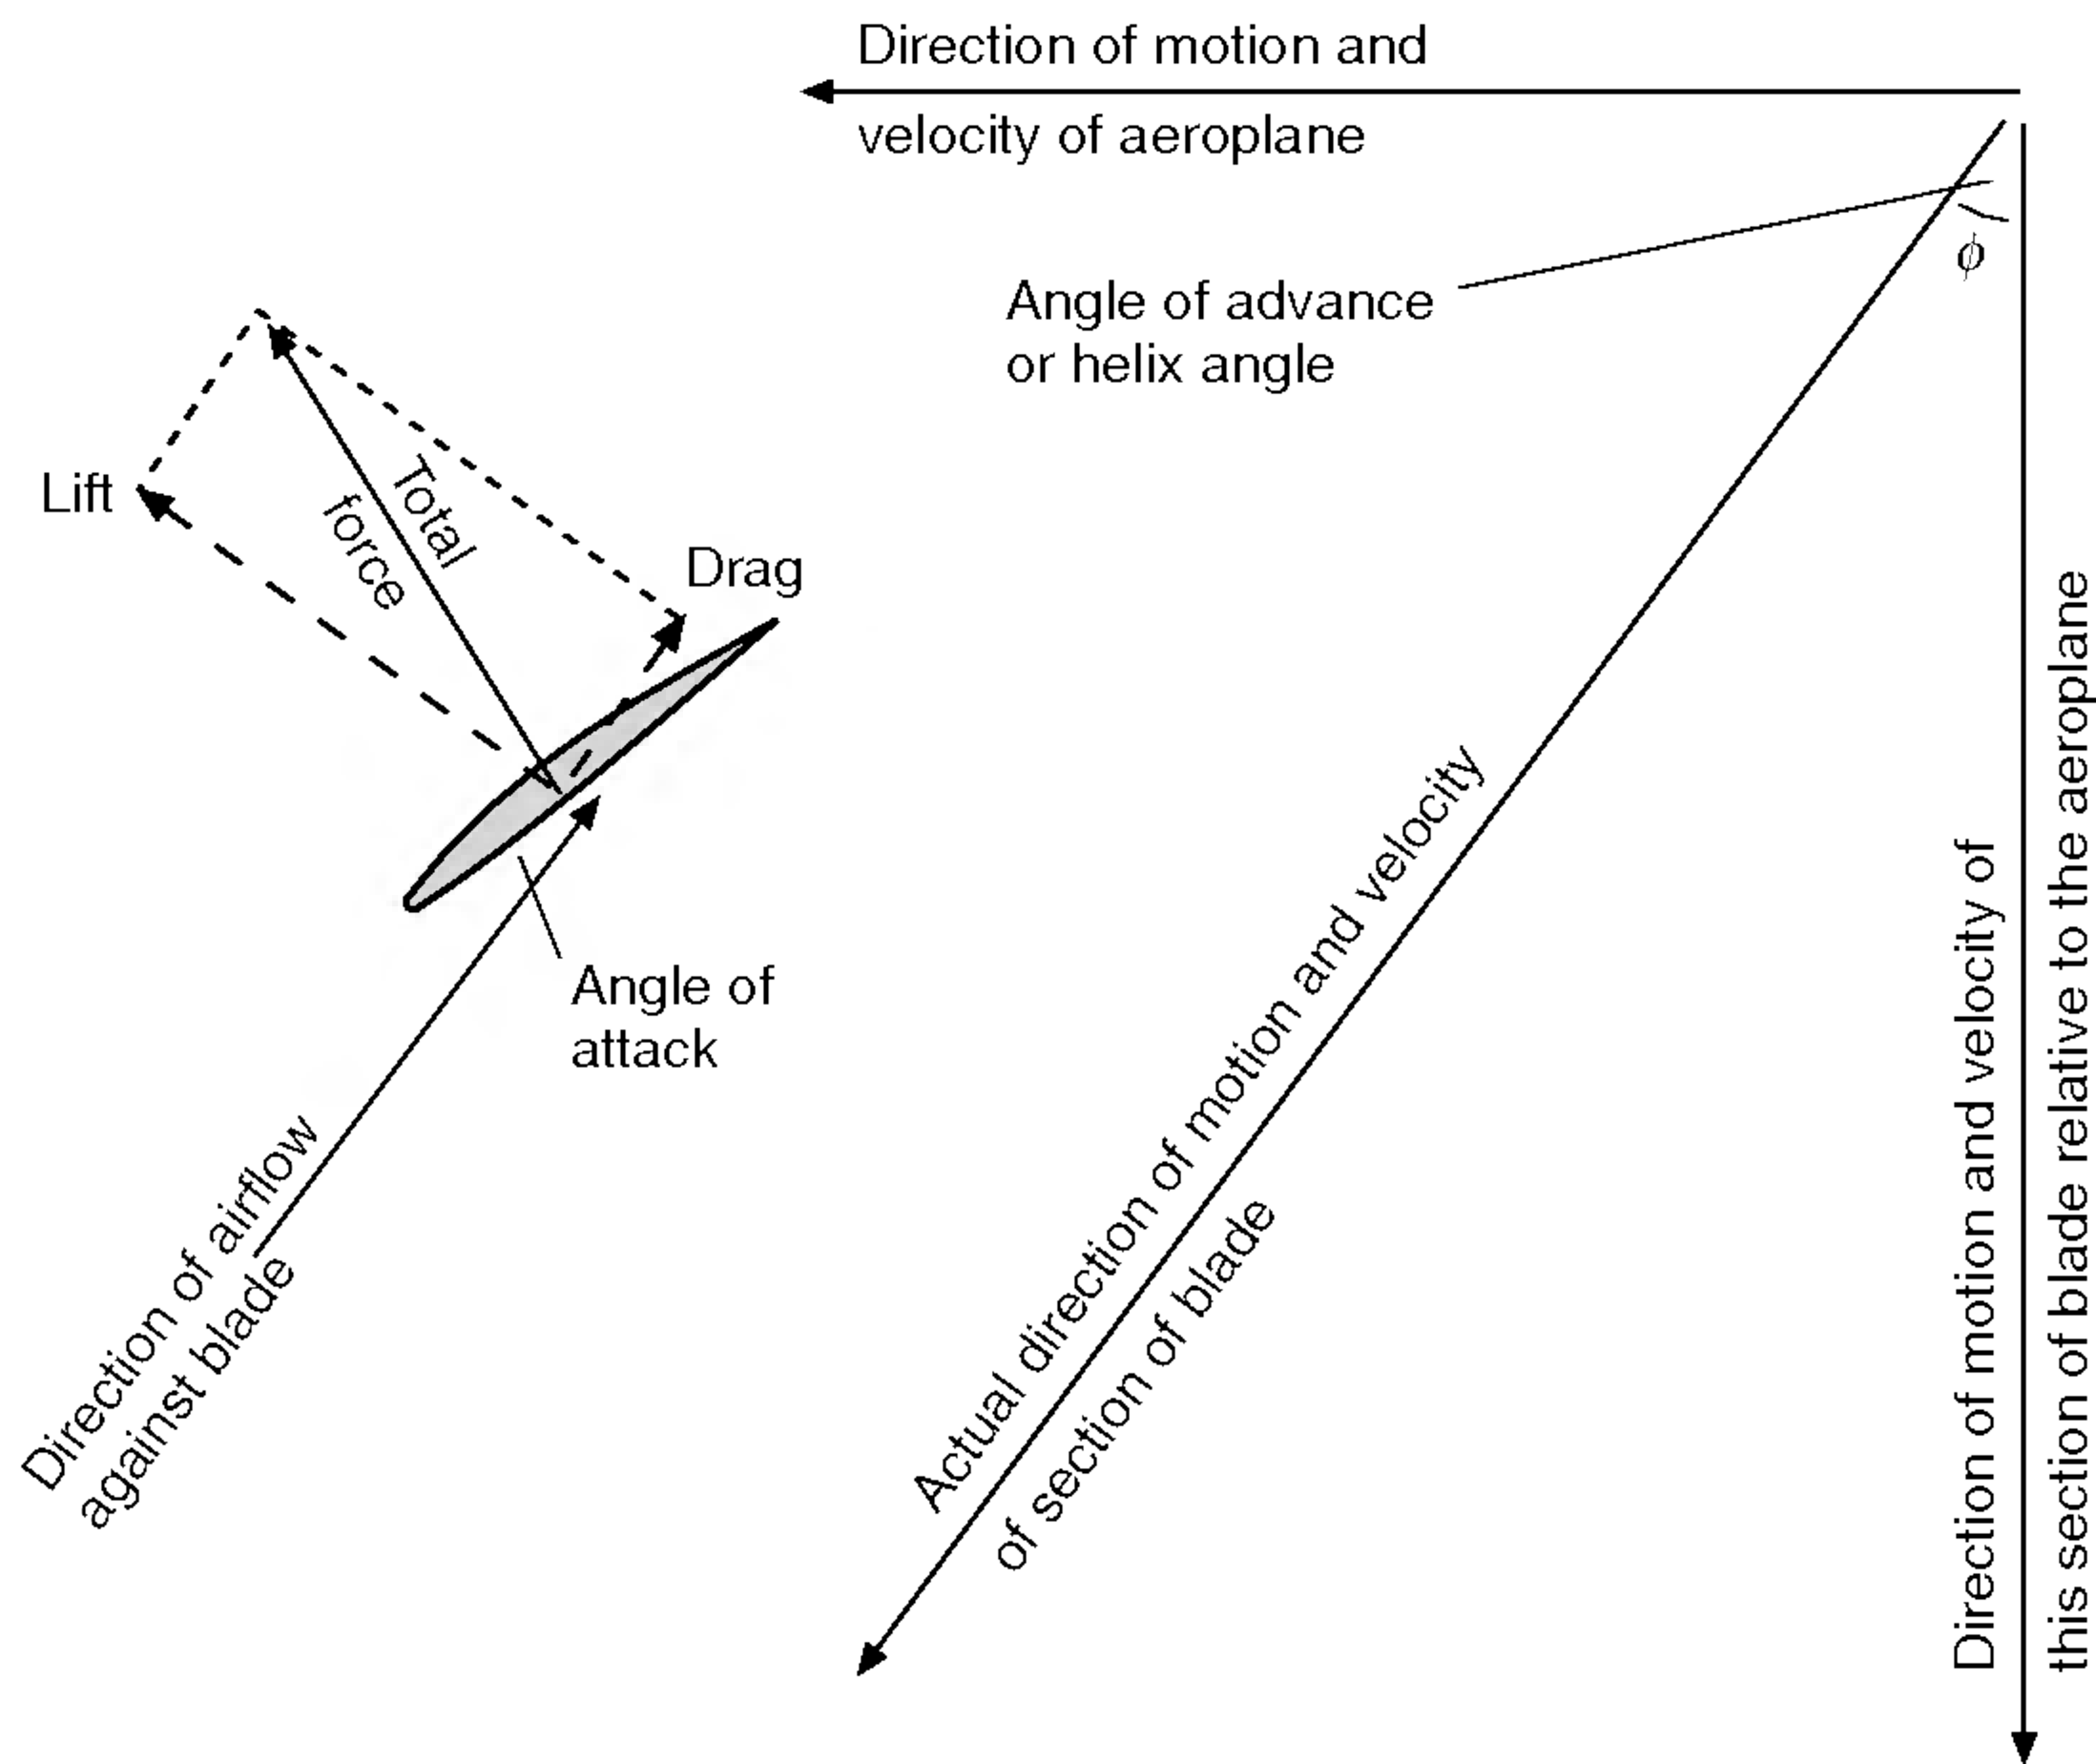 Direction of motion and
velocity of aeroplane
Angle of advance
or helix angle
ϕ
Lift
Total
force
Drag
Angle of
attack
Direction of airflow
against blade
Actual direction of motion and velocity
of section of blade
Direction of motion and velocity of
this section of blade relative to the aeroplane